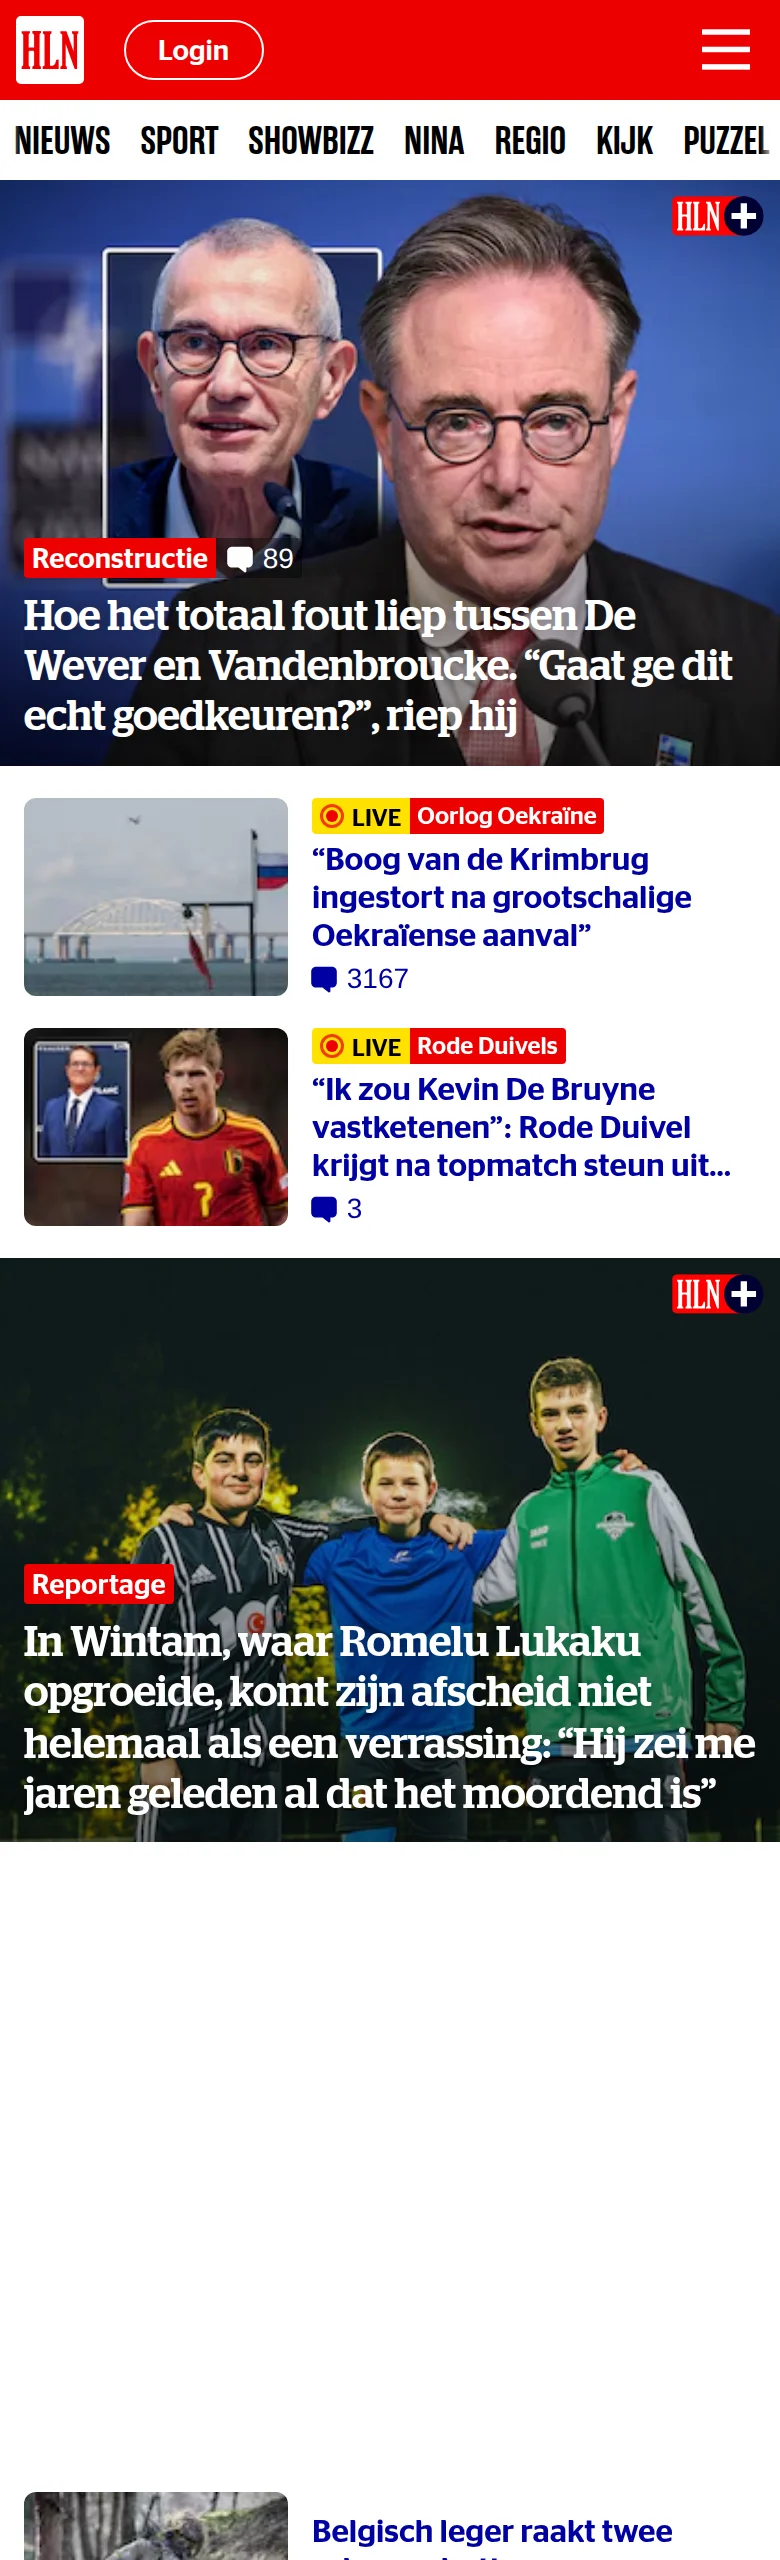 HLN Login
NIEUWS SPORT SHOWBIZZ NINA REGIO KIJK PUZZEL
HLN+
Reconstructie 89
Hoe het totaal fout liep tussen De
Wever en Vandenbroucke. “Gaat ge dit
echt goedkeuren?”, riep hij
LIVE Oorlog Oekraïne
“Boog van de Krimbrug
ingestort na grootschalige
Oekraïense aanval”
3167
LIVE Rode Duivels
“Ik zou Kevin De Bruyne
vastketenen”: Rode Duivel
krijgt na topmatch steun uit...
3
7
HLN+
Reportage
In Wintam, waar Romelu Lukaku
opgroeide, komt zijn afscheid niet
helemaal als een verrassing: “Hij zei me
jaren geleden al dat het moordend is”
Belgisch leger raakt twee